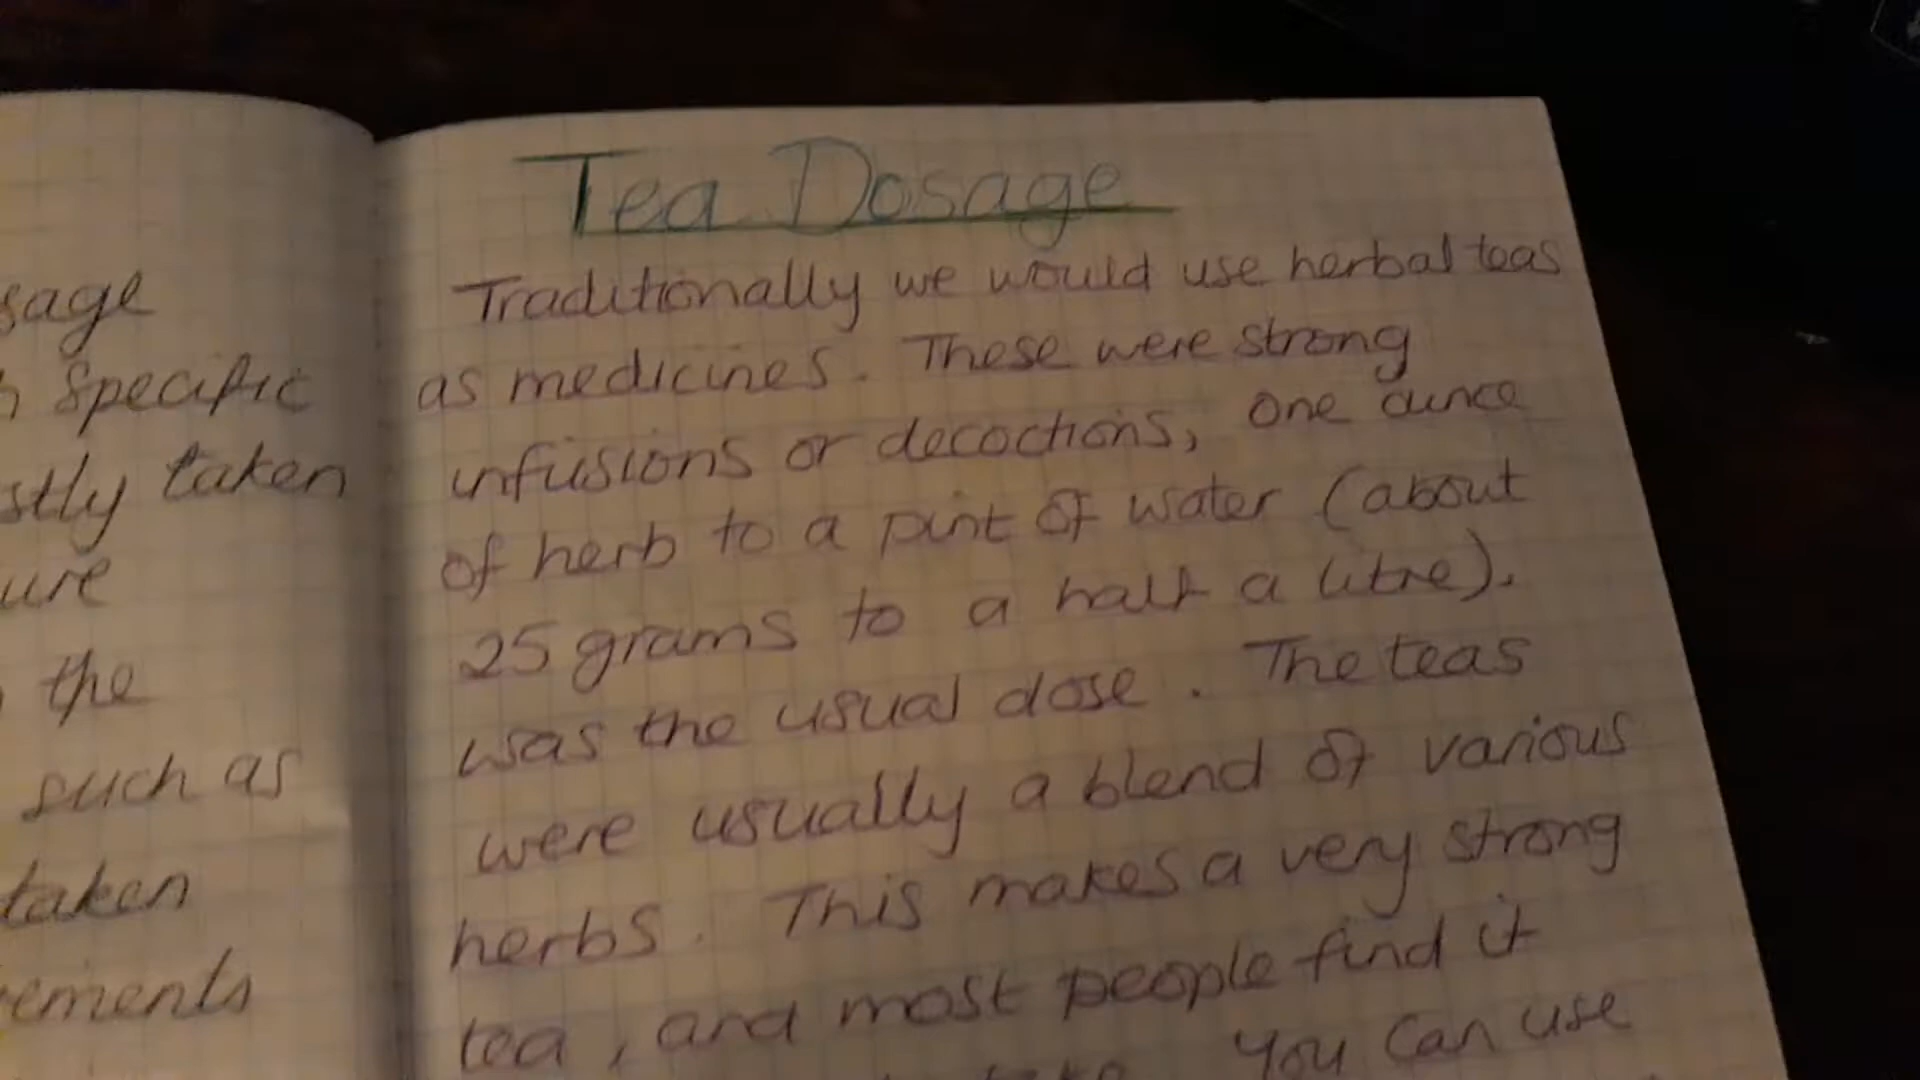 sage
Specific
stly taken
ure
the
such as
taken
ements
Tea Dosage
Traditionally we would use herbal teas
as medicines. These were strong
infusions or decoctions, one ounce
of herb to a pint of water (about
25 grams to a half a litre).
was the usual dose. The teas
were usually a blend of various
herbs. This makes a very strong
tea, and most people find it
You can use